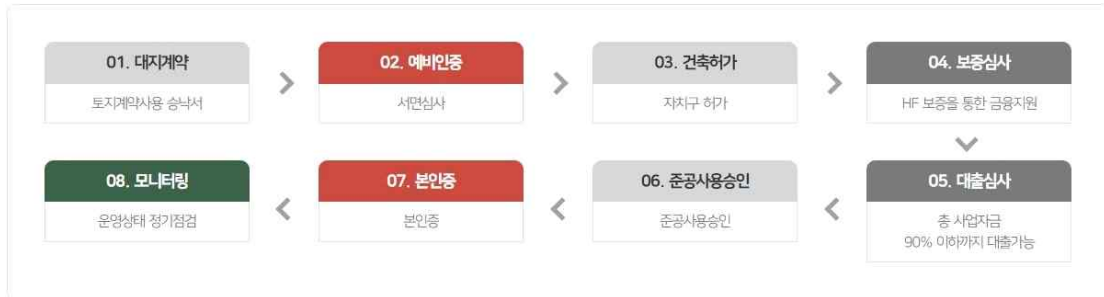 01. 대지계약
토지계약사용 승낙서
02. 예비인증
서면심사
03. 건축허가
자치구 허가
04. 보증심사
HF 보증을 통한 금융지원
05. 대출심사
총 사업자금
90% 이하까지 대출가능
06. 준공사용승인
준공사용승인
07. 본인증
본인증
08. 모니터링
운영상태 정기점검